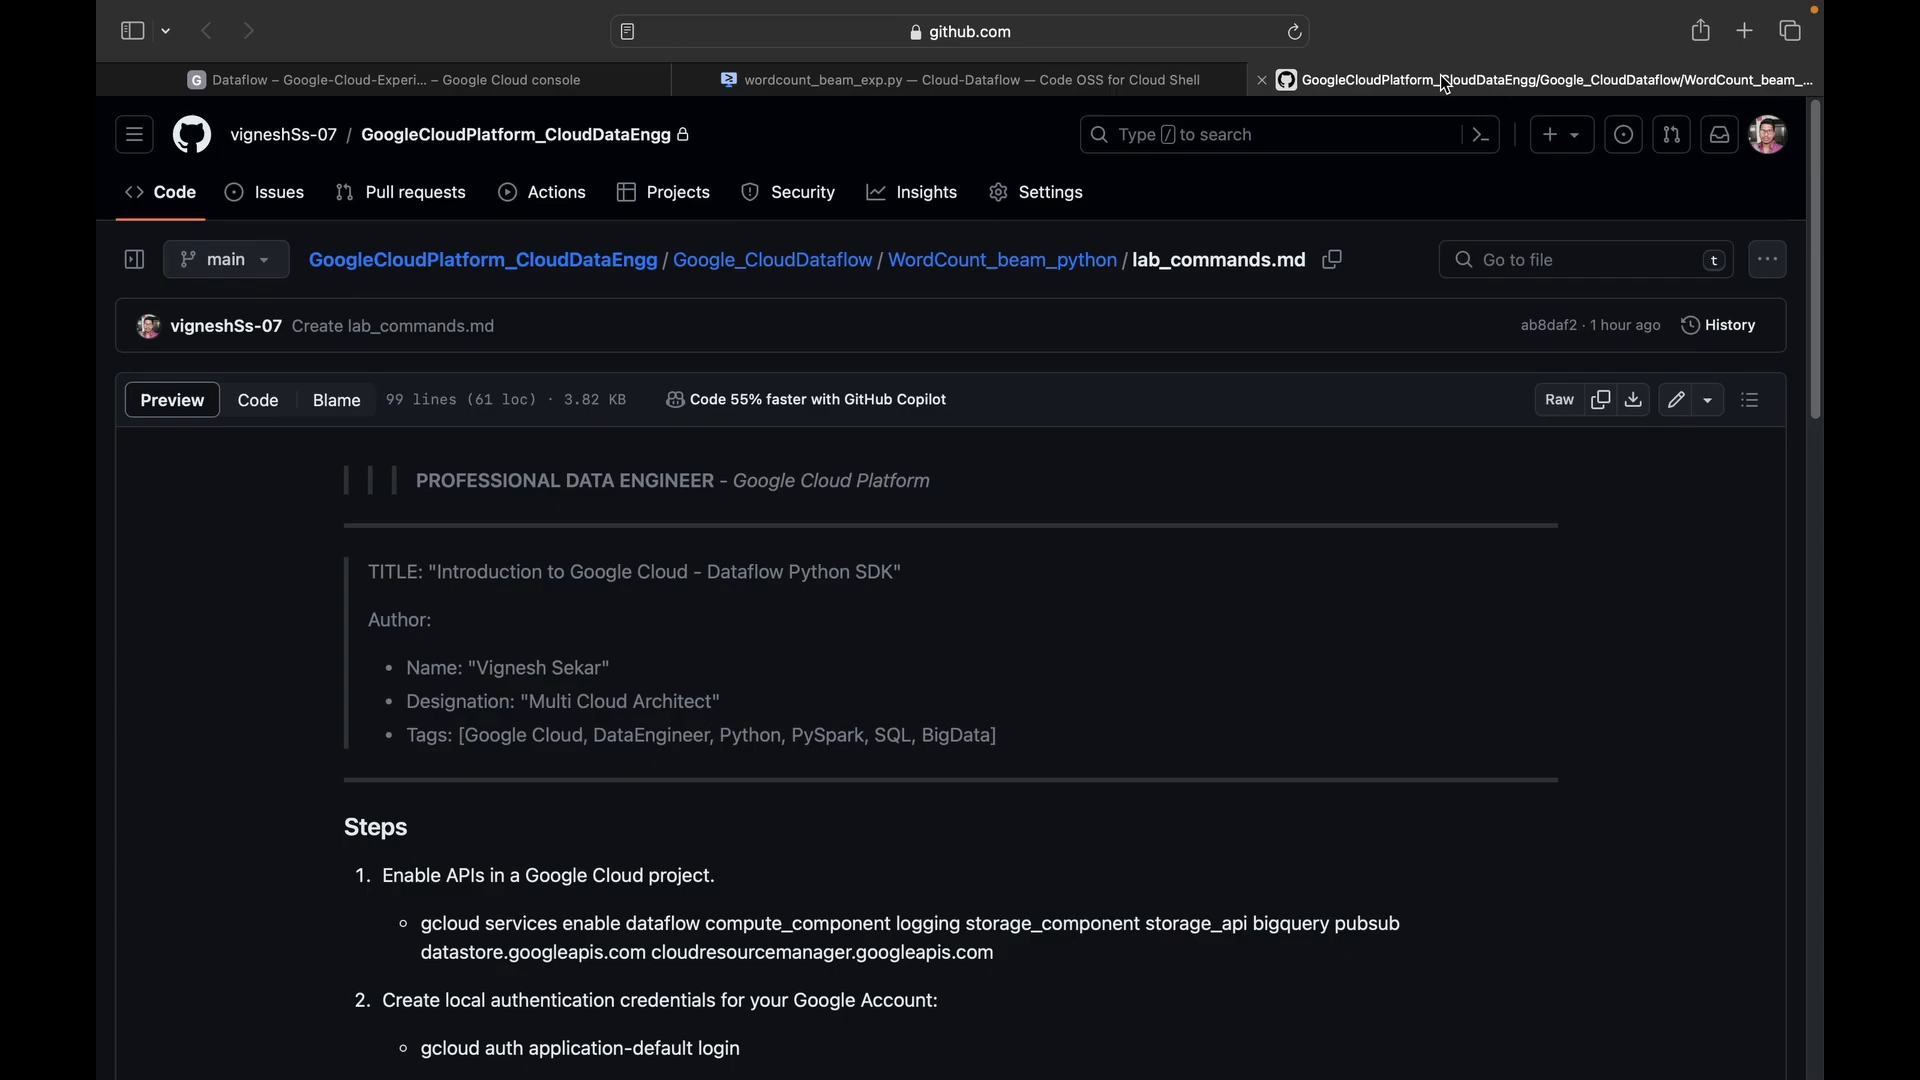 github.com
Dataflow – Google-Cloud-Experi... – Google Cloud console
wordcount_beam_exp.py — Cloud-Dataflow — Code OSS for Cloud Shell
GoogleCloudPlatform_CloudDataEngg/Google_CloudDataflow/WordCount_beam_...
vigneshSs-07 / GoogleCloudPlatform_CloudDataEngg
Type / to search
Code
Issues
Pull requests
Actions
Projects
Security
Insights
Settings
main
GoogleCloudPlatform_CloudDataEngg / Google_CloudDataflow / WordCount_beam_python / lab_commands.md
Go to file
t
vigneshSs-07 Create lab_commands.md
ab8daf2 · 1 hour ago
History
Preview
Code
Blame
99 lines (61 loc) · 3.82 KB
Code 55% faster with GitHub Copilot
Raw
PROFESSIONAL DATA ENGINEER - Google Cloud Platform
TITLE: "Introduction to Google Cloud - Dataflow Python SDK"
Author:
• Name: "Vignesh Sekar"
• Designation: "Multi Cloud Architect"
• Tags: [Google Cloud, DataEngineer, Python, PySpark, SQL, BigData]
Steps
1. Enable APIs in a Google Cloud project.
gcloud services enable dataflow compute_component logging storage_component storage_api bigquery pubsub
datastore.googleapis.com cloudresourcemanager.googleapis.com
2. Create local authentication credentials for your Google Account:
gcloud auth application-default login